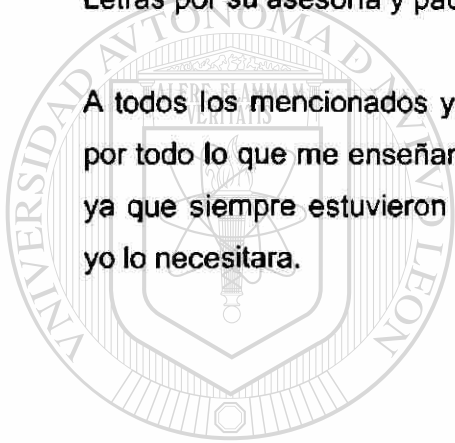 Letras por su asesoría y
A todos los mencionados y
por todo lo que me enseñar
ya que siempre estuvieron
yo lo necesitara.
UNIVERSIDAD AUTONOMA DE NUEVO LEON
ALERE FLAMMAM
VERITATIS